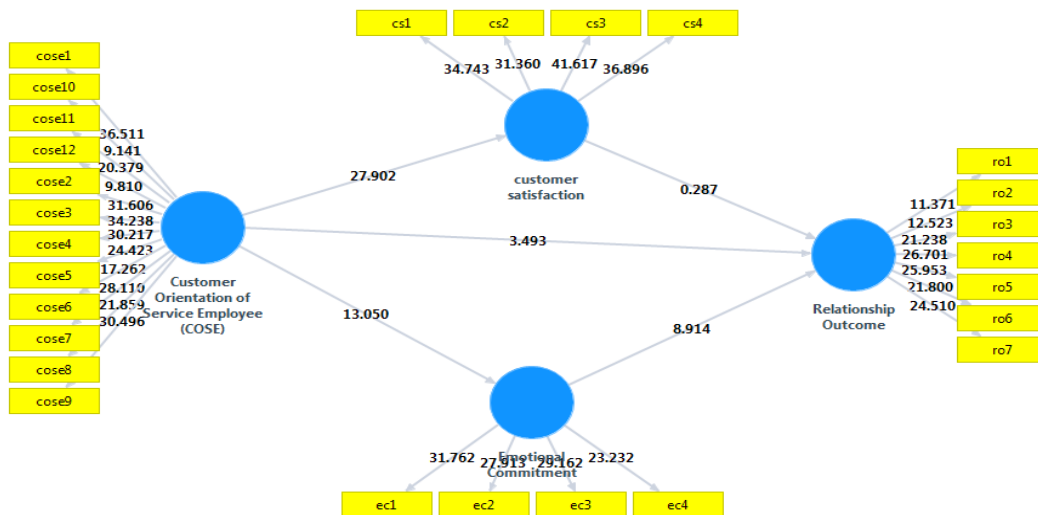 cs1
cs2
cs3
cs4
34.743
31.360
41.617
36.896
customer
satisfaction
cose1
cose10
cose11
cose12
cose2
cose3
cose4
cose5
cose6
cose7
cose8
cose9
36.511
9.141
20.379
9.810
31.606
34.238
30.217
24.423
17.262
28.110
21.859
30.496
Customer
Orientation of
Service Employee
(COSE)
27.902
3.493
13.050
0.287
8.914
Relationship
Outcome
11.371
12.523
21.238
26.701
25.953
21.800
24.510
ro1
ro2
ro3
ro4
ro5
ro6
ro7
Emotional
Commitment
31.762
27.913
29.162
23.232
ec1
ec2
ec3
ec4